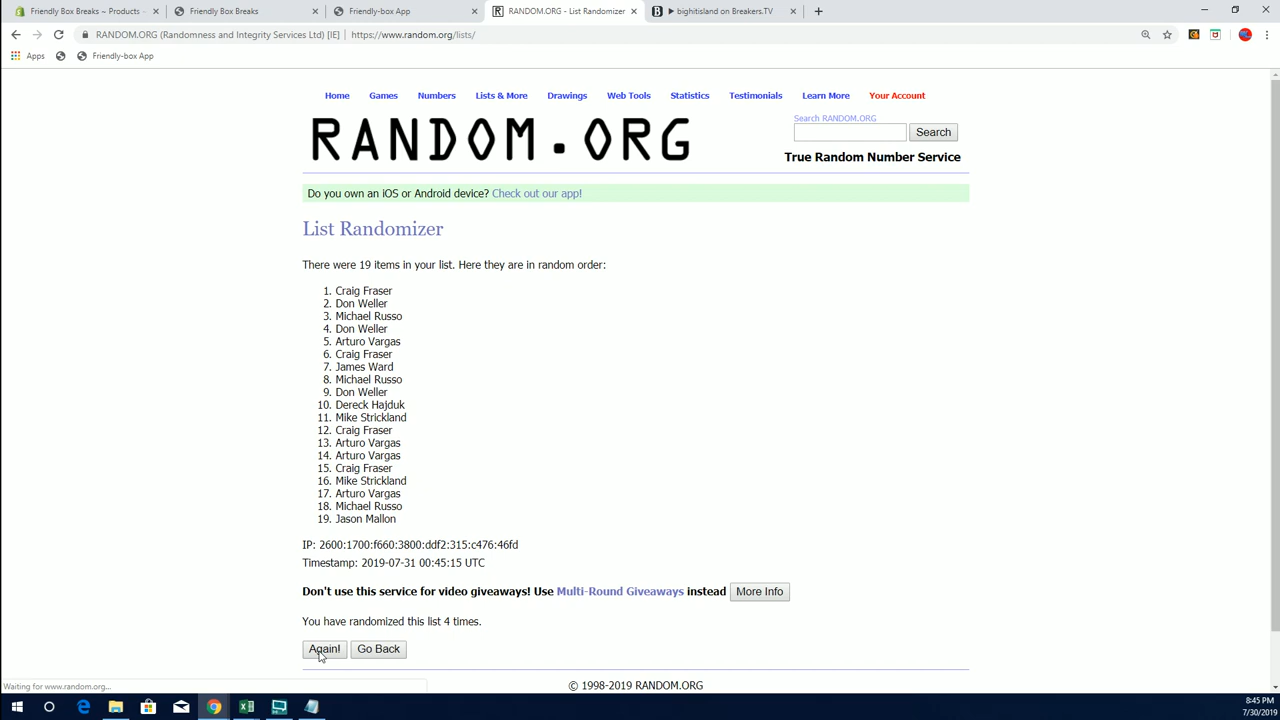 Friendly Box Breaks ~ Products -
Friendly Box Breaks
Friendly-box App
RANDOM.ORG - List Randomizer
bighitisland on Breakers.TV
RANDOM.ORG (Randomness and Integrity Services Ltd) [IE] | https://www.random.org/lists/
Apps
Friendly-box App
Home Games Numbers Lists & More Drawings Web Tools Statistics Testimonials Learn More Your Account
RANDOM.ORG
Search RANDOM.ORG
Search
True Random Number Service
Do you own an iOS or Android device? Check out our app!
List Randomizer
There were 19 items in your list. Here they are in random order:
1. Craig Fraser
2. Don Weller
3. Michael Russo
4. Don Weller
5. Arturo Vargas
6. Craig Fraser
7. James Ward
8. Michael Russo
9. Don Weller
10. Dereck Hajduk
11. Mike Strickland
12. Craig Fraser
13. Arturo Vargas
14. Arturo Vargas
15. Craig Fraser
16. Mike Strickland
17. Arturo Vargas
18. Michael Russo
19. Jason Mallon
IP: 2600:1700:f660:3800:ddf2:315:c476:46fd
Timestamp: 2019-07-31 00:45:15 UTC
Don't use this service for video giveaways! Use Multi-Round Giveaways instead More Info
You have randomized this list 4 times.
Again! Go Back
© 1998-2019 RANDOM.ORG
Waiting for www.random.org...
8:45 PM
7/30/2019